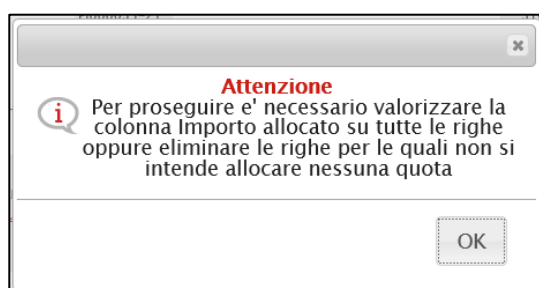 Attenzione
Per proseguire e' necessario valorizzare la
colonna Importo allocato su tutte le righe
oppure eliminare le righe per le quali non si
intende allocare nessuna quota
OK